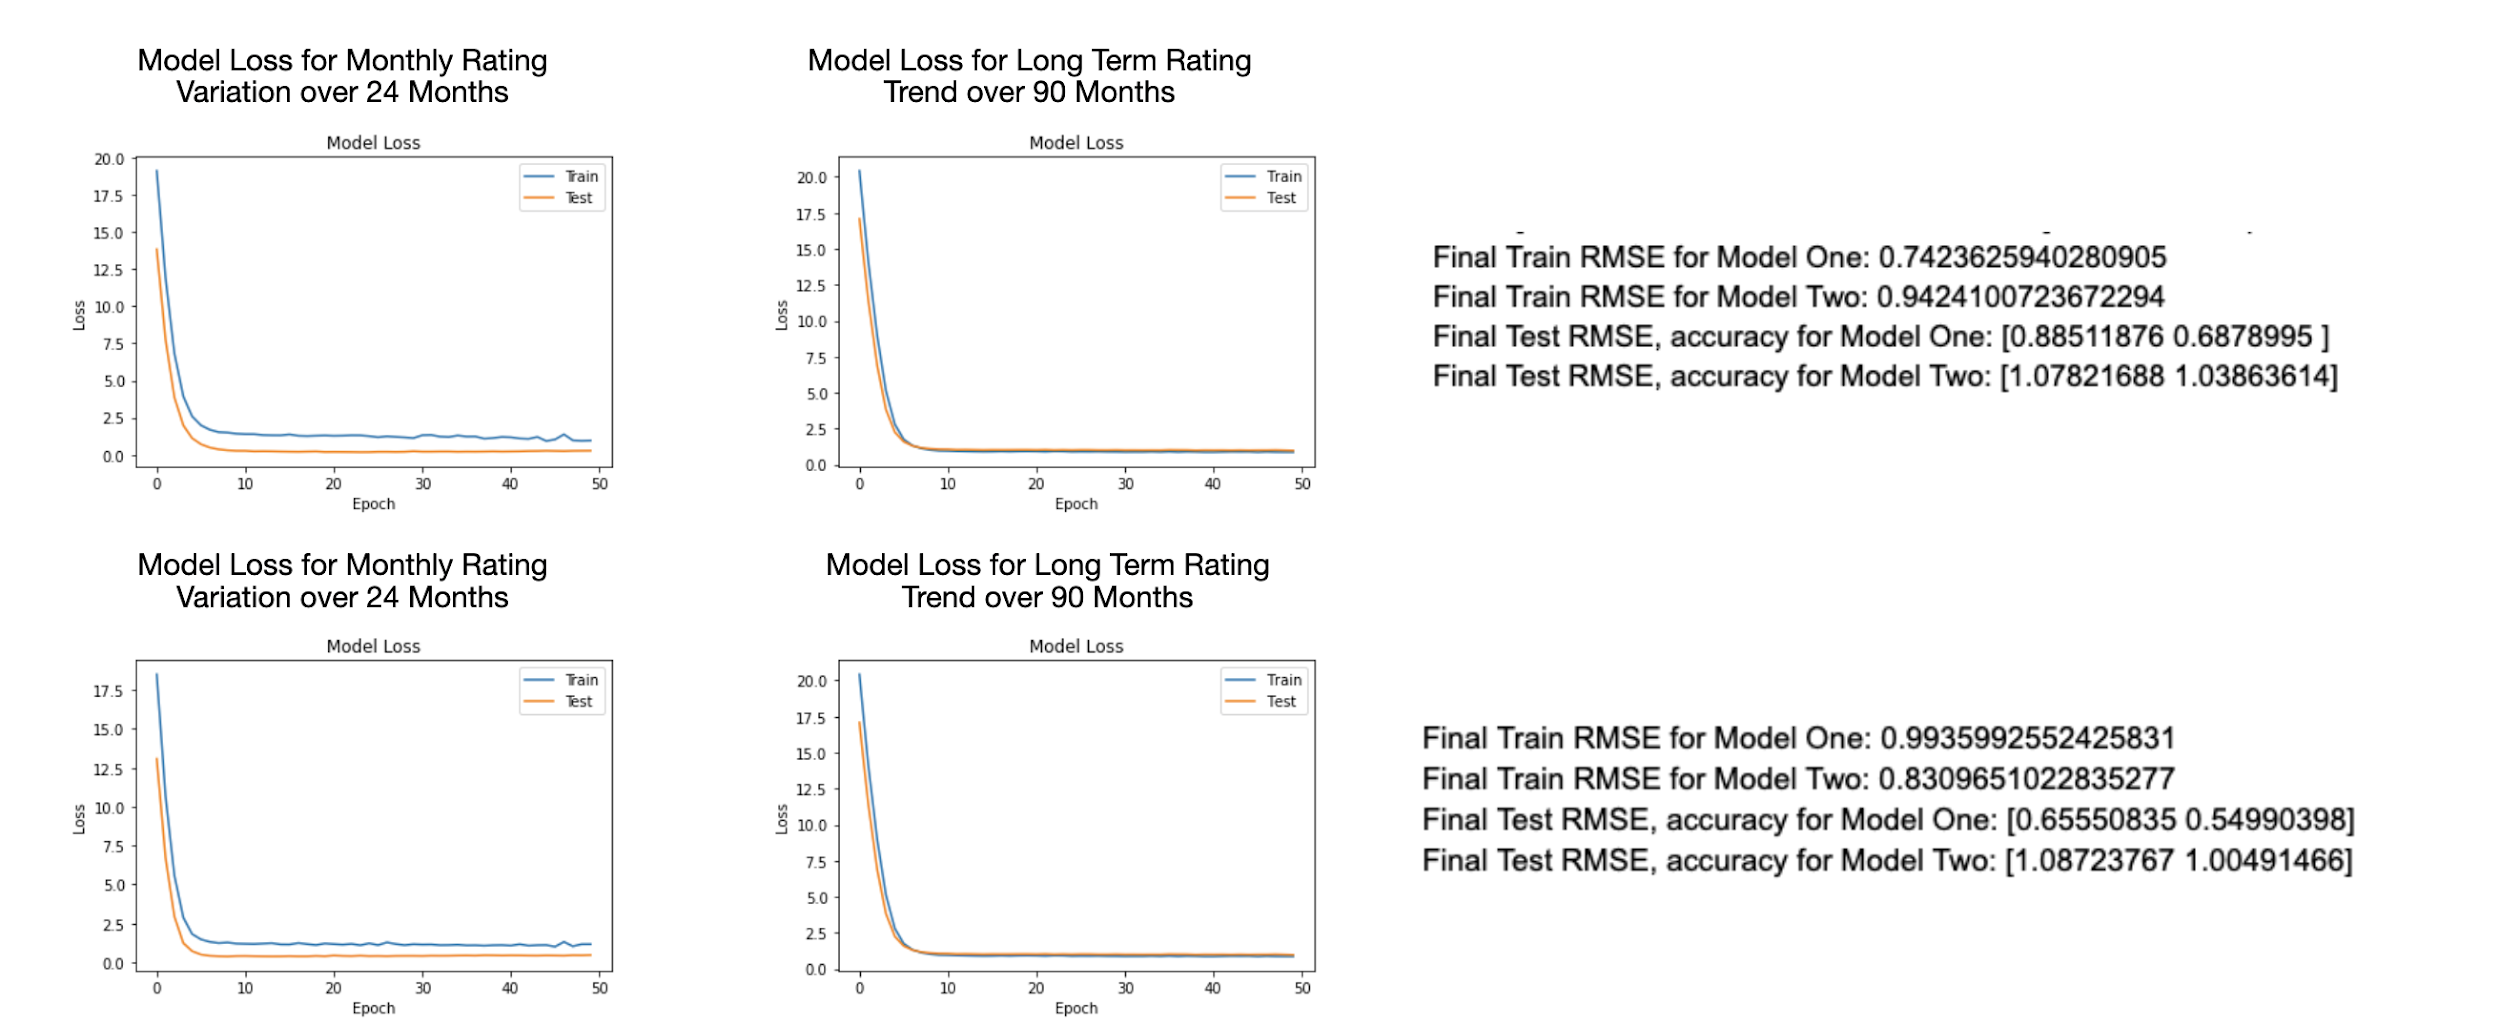 Model Loss for Monthly Rating
Variation over 24 Months
Model Loss
20.0
17.5
15.0
12.5
10.0
7.5
5.0
2.5
0.0
Loss
0 10 20 30 40 50
Epoch
Train
Test
Model Loss for Long Term Rating
Trend over 90 Months
Model Loss
20.0
17.5
15.0
12.5
10.0
7.5
5.0
2.5
0.0
Loss
0 10 20 30 40 50
Epoch
Train
Test
Final Train RMSE for Model One: 0.7423625940280905
Final Train RMSE for Model Two: 0.9424100723672294
Final Test RMSE, accuracy for Model One: [0.88511876 0.6878995 ]
Final Test RMSE, accuracy for Model Two: [1.07821688 1.03863614]
Model Loss for Monthly Rating
Variation over 24 Months
Model Loss
17.5
15.0
12.5
10.0
7.5
5.0
2.5
0.0
Loss
0 10 20 30 40 50
Epoch
Train
Test
Model Loss for Long Term Rating
Trend over 90 Months
Model Loss
20.0
17.5
15.0
12.5
10.0
7.5
5.0
2.5
0.0
Loss
0 10 20 30 40 50
Epoch
Train
Test
Final Train RMSE for Model One: 0.9935992552425831
Final Train RMSE for Model Two: 0.8309651022835277
Final Test RMSE, accuracy for Model One: [0.65550835 0.54990398]
Final Test RMSE, accuracy for Model Two: [1.08723767 1.00491466]